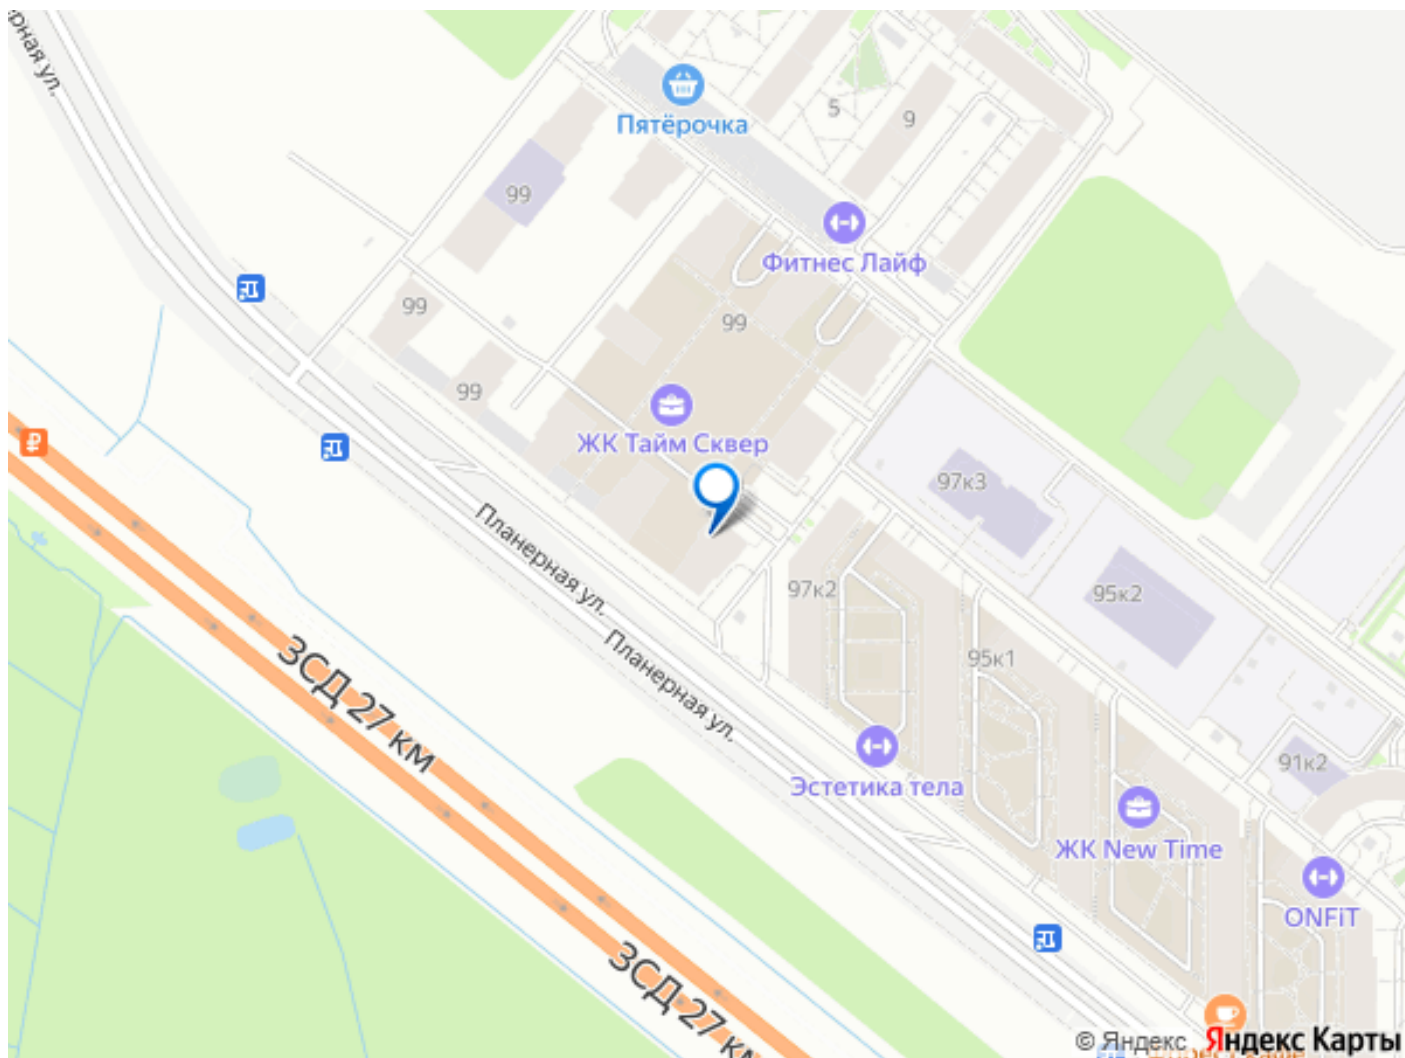 рная ул.
Пятёрочка
5
9
99
Фитнес Лайф
99
99
99
ЖК Тайм Сквер
97к3
Планерная ул.
97к2
95к2
Планерная ул.
95к1
ЗСД 27 км
Эстетика тела
91к2
ЖК New Time
ONFiT
ЗСД 27 км
© Яндекс Яндекс Карты